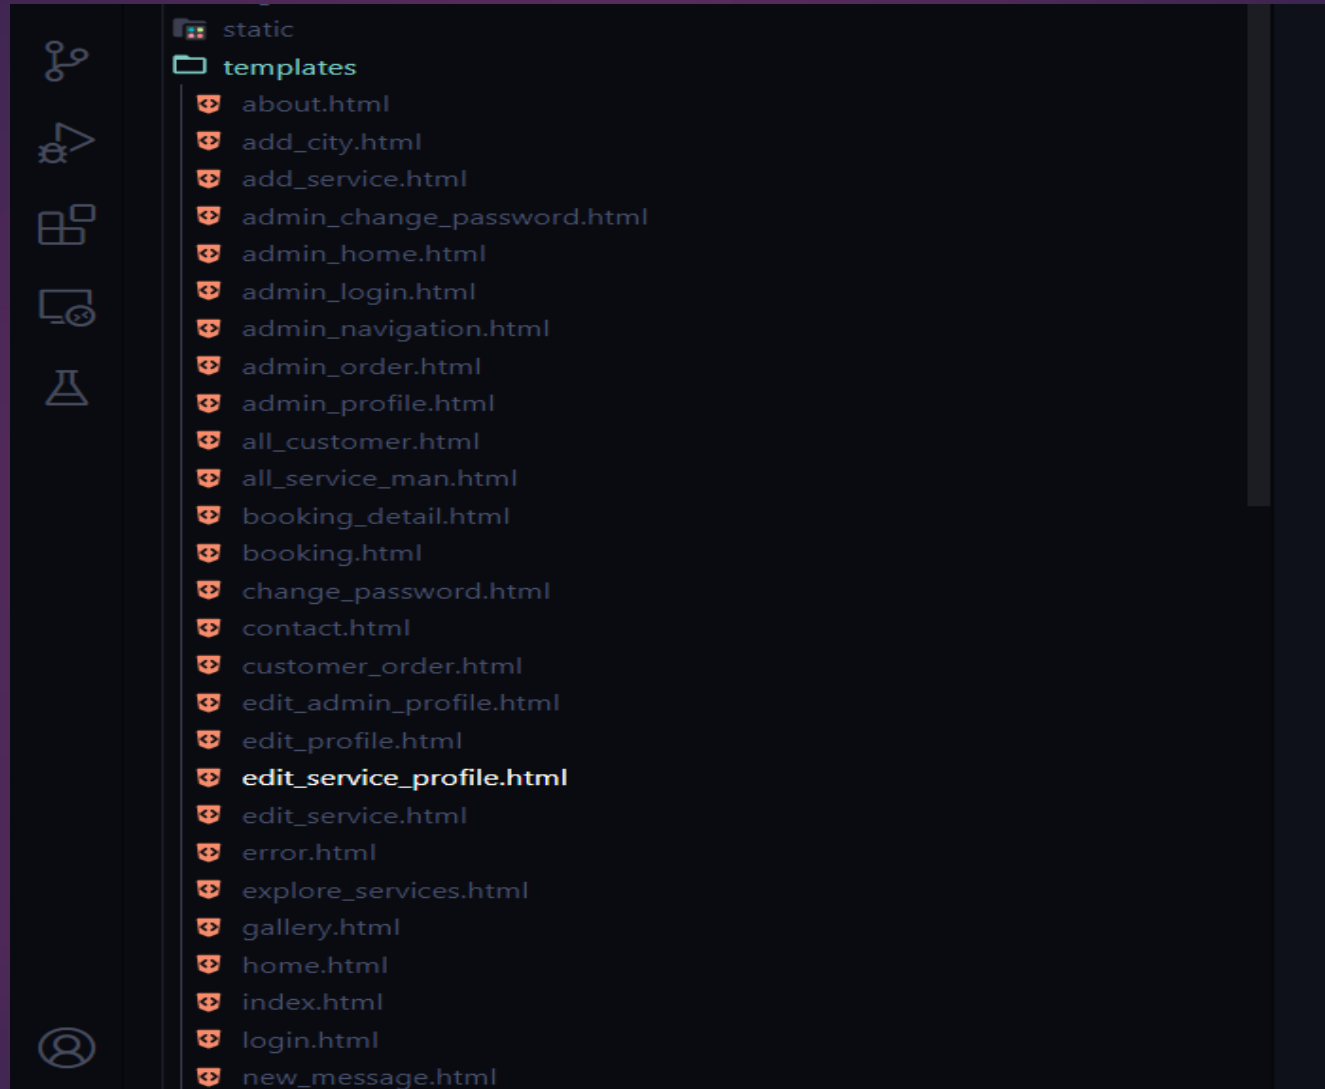 static
templates
about.html
add_city.html
add_service.html
admin_change_password.html
admin_home.html
admin_login.html
admin_navigation.html
admin_order.html
admin_profile.html
all_customer.html
all_service_man.html
booking_detail.html
booking.html
change_password.html
contact.html
customer_order.html
edit_admin_profile.html
edit_profile.html
edit_service_profile.html
edit_service.html
error.html
explore_services.html
gallery.html
home.html
index.html
login.html
new_message.html